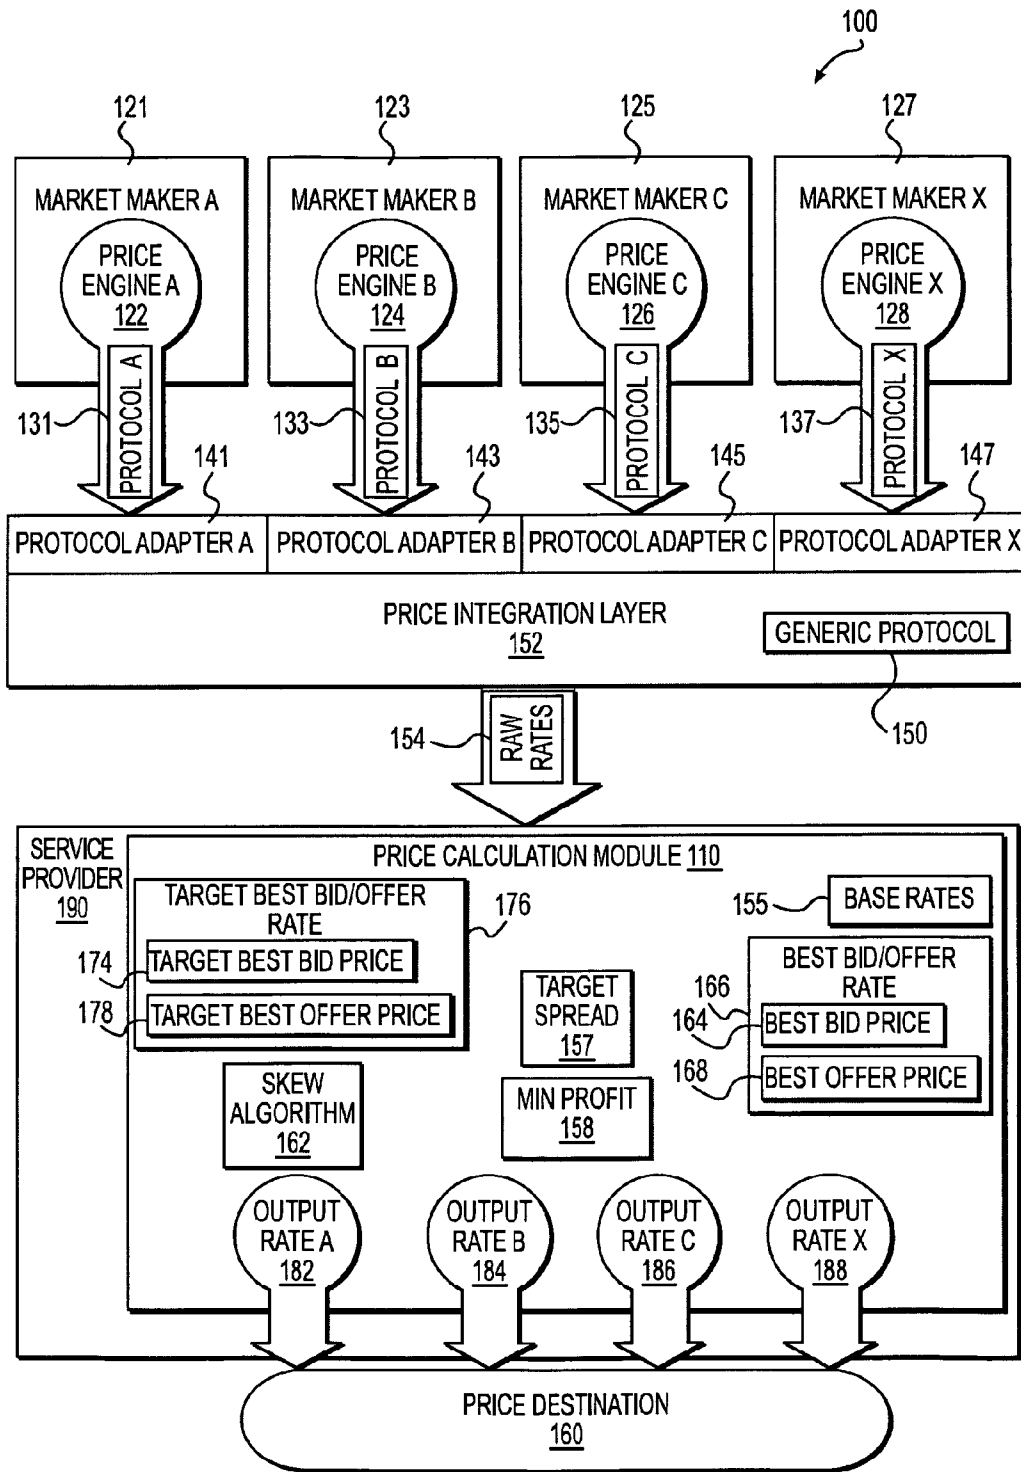 100
121
123
125
127
MARKET MAKER A
MARKET MAKER B
MARKET MAKER C
MARKET MAKER X
PRICE
ENGINE A
122
PRICE
ENGINE B
124
PRICE
ENGINE C
126
PRICE
ENGINE X
128
131
PROTOCOL A
133
PROTOCOL B
135
PROTOCOL C
137
PROTOCOL X
141
143
145
147
PROTOCOL ADAPTER A
PROTOCOL ADAPTER B
PROTOCOL ADAPTER C
PROTOCOL ADAPTER X
PRICE INTEGRATION LAYER
152
GENERIC PROTOCOL
150
154
RAW
RATES
SERVICE
PROVIDER
190
PRICE CALCULATION MODULE 110
TARGET BEST BID/OFFER
RATE
176
174
TARGET BEST BID PRICE
178
TARGET BEST OFFER PRICE
155
BASE RATES
BEST BID/OFFER
RATE
166
164
BEST BID PRICE
168
BEST OFFER PRICE
TARGET
SPREAD
157
SKEW
ALGORITHM
162
MIN PROFIT
158
OUTPUT
RATE A
182
OUTPUT
RATE B
184
OUTPUT
RATE C
186
OUTPUT
RATE X
188
PRICE DESTINATION
160